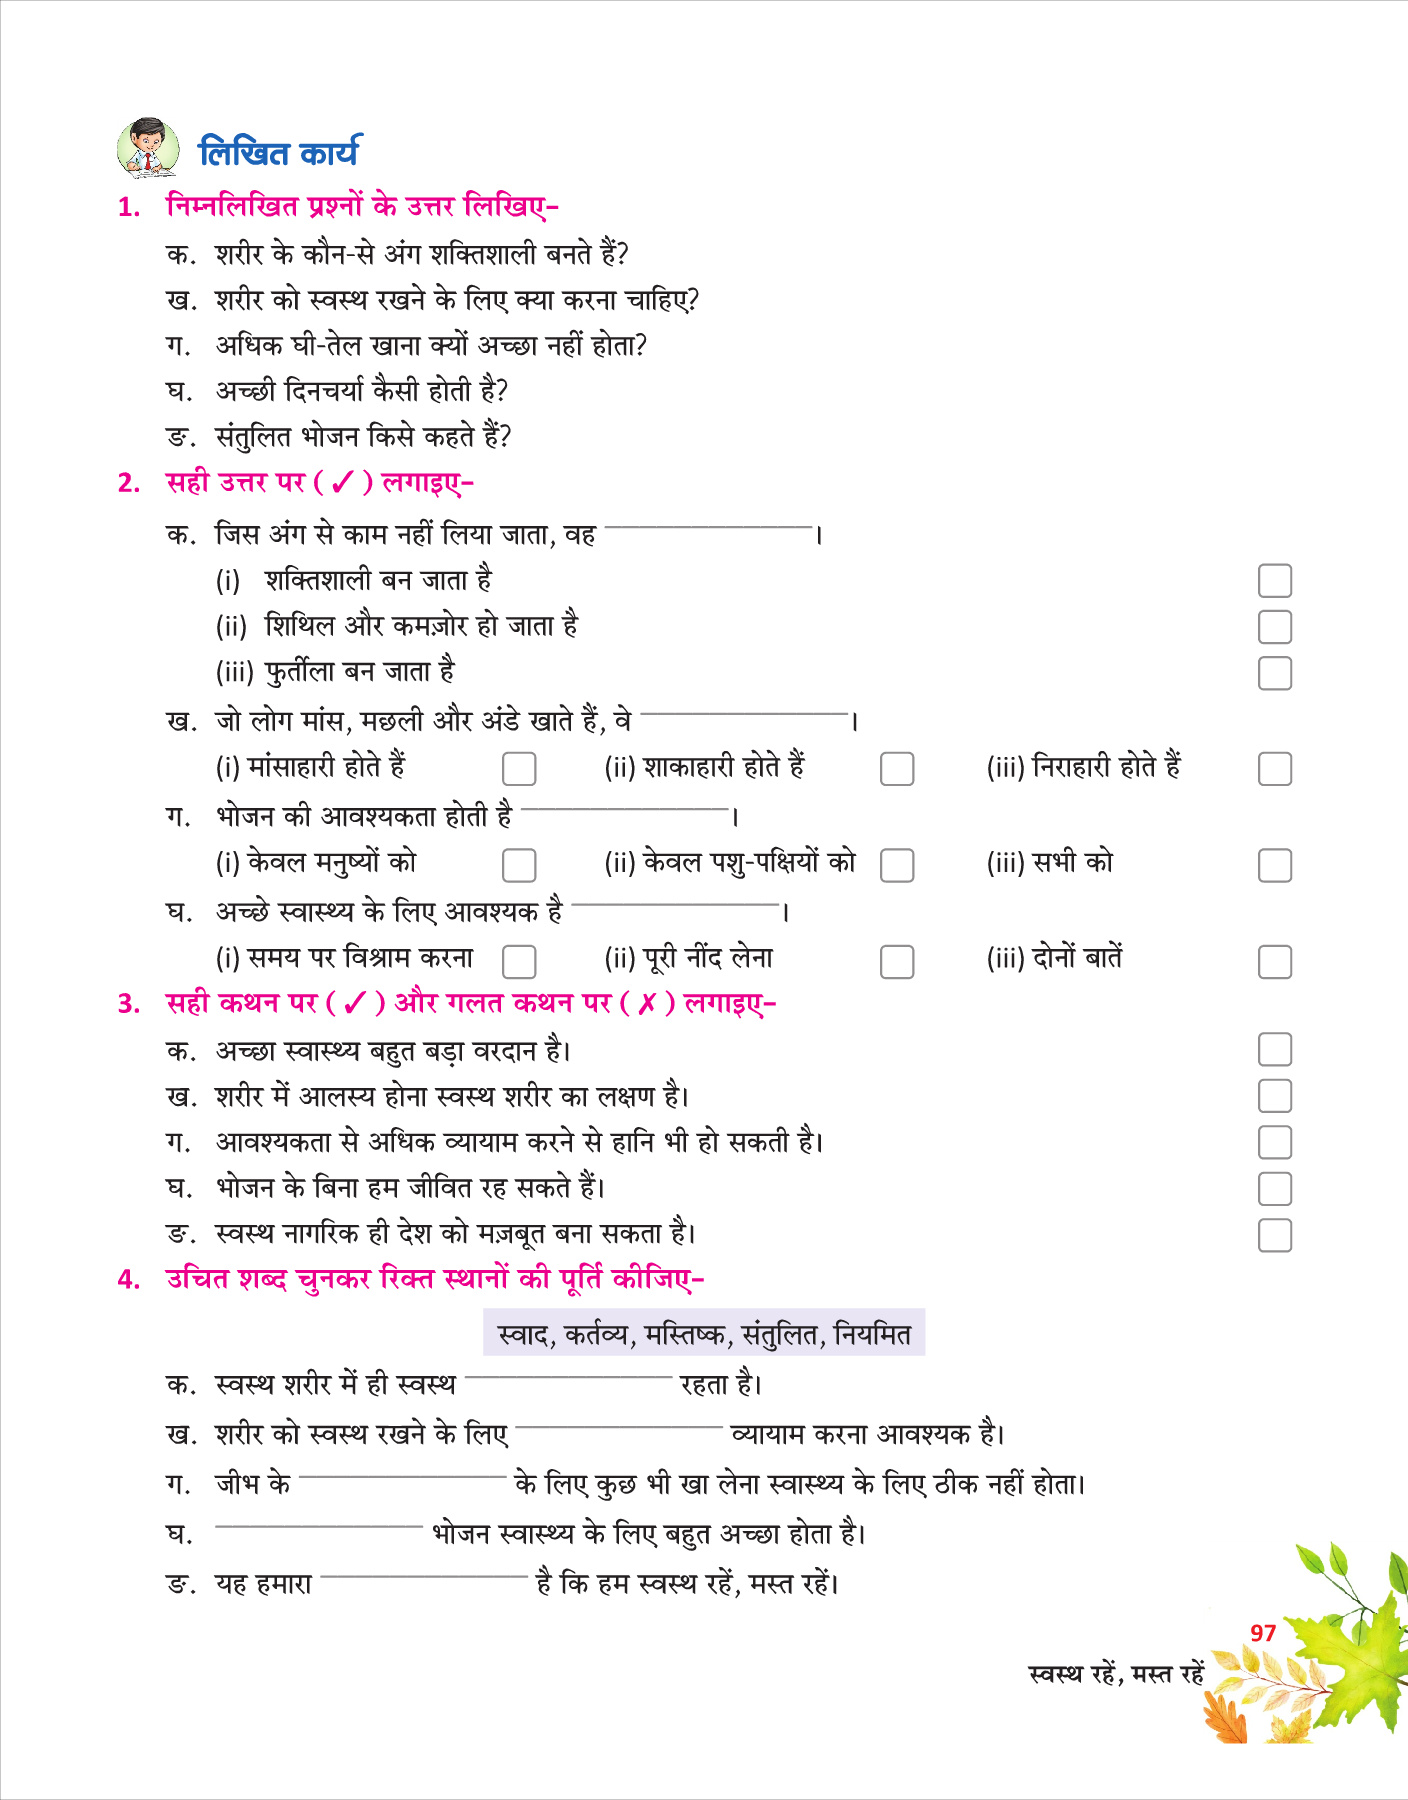 लिखित कार्य
1. निम्नलिखित प्रश्नों के उत्तर लिखिए–
क. शरीर के कौन-से अंग शक्तिशाली बनते हैं?
ख. शरीर को स्वस्थ रखने के लिए क्या करना चाहिए?
ग. अधिक घी-तेल खाना क्यों अच्छा नहीं होता?
घ. अच्छी दिनचर्या कैसी होती है?
ङ. संतुलित भोजन किसे कहते हैं?
2. सही उत्तर पर ( ✓ ) लगाइए–
क. जिस अंग से काम नहीं लिया जाता, वह ____________।
(i) शक्तिशाली बन जाता है
(ii) शिथिल और कमज़ोर हो जाता है
(iii) फुर्तीला बन जाता है
ख. जो लोग मांस, मछली और अंडे खाते हैं, वे ____________।
(i) मांसाहारी होते हैं (ii) शाकाहारी होते हैं (iii) निराहारी होते हैं
ग. भोजन की आवश्यकता होती है ____________।
(i) केवल मनुष्यों को (ii) केवल पशु-पक्षियों को (iii) सभी को
घ. अच्छे स्वास्थ्य के लिए आवश्यक है ____________।
(i) समय पर विश्राम करना (ii) पूरी नींद लेना (iii) दोनों बातें
3. सही कथन पर ( ✓ ) और गलत कथन पर ( ✗ ) लगाइए–
क. अच्छा स्वास्थ्य बहुत बड़ा वरदान है।
ख. शरीर में आलस्य होना स्वस्थ शरीर का लक्षण है।
ग. आवश्यकता से अधिक व्यायाम करने से हानि भी हो सकती है।
घ. भोजन के बिना हम जीवित रह सकते हैं।
ङ. स्वस्थ नागरिक ही देश को मज़बूत बना सकता है।
4. उचित शब्द चुनकर रिक्त स्थानों की पूर्ति कीजिए–
स्वाद, कर्तव्य, मस्तिष्क, संतुलित, नियमित
क. स्वस्थ शरीर में ही स्वस्थ ____________ रहता है।
ख. शरीर को स्वस्थ रखने के लिए ____________ व्यायाम करना आवश्यक है।
ग. जीभ के ____________ के लिए कुछ भी खा लेना स्वास्थ्य के लिए ठीक नहीं होता।
घ. ____________ भोजन स्वास्थ्य के लिए बहुत अच्छा होता है।
ङ. यह हमारा ____________ है कि हम स्वस्थ रहें, मस्त रहें।
97
स्वस्थ रहें, मस्त रहें